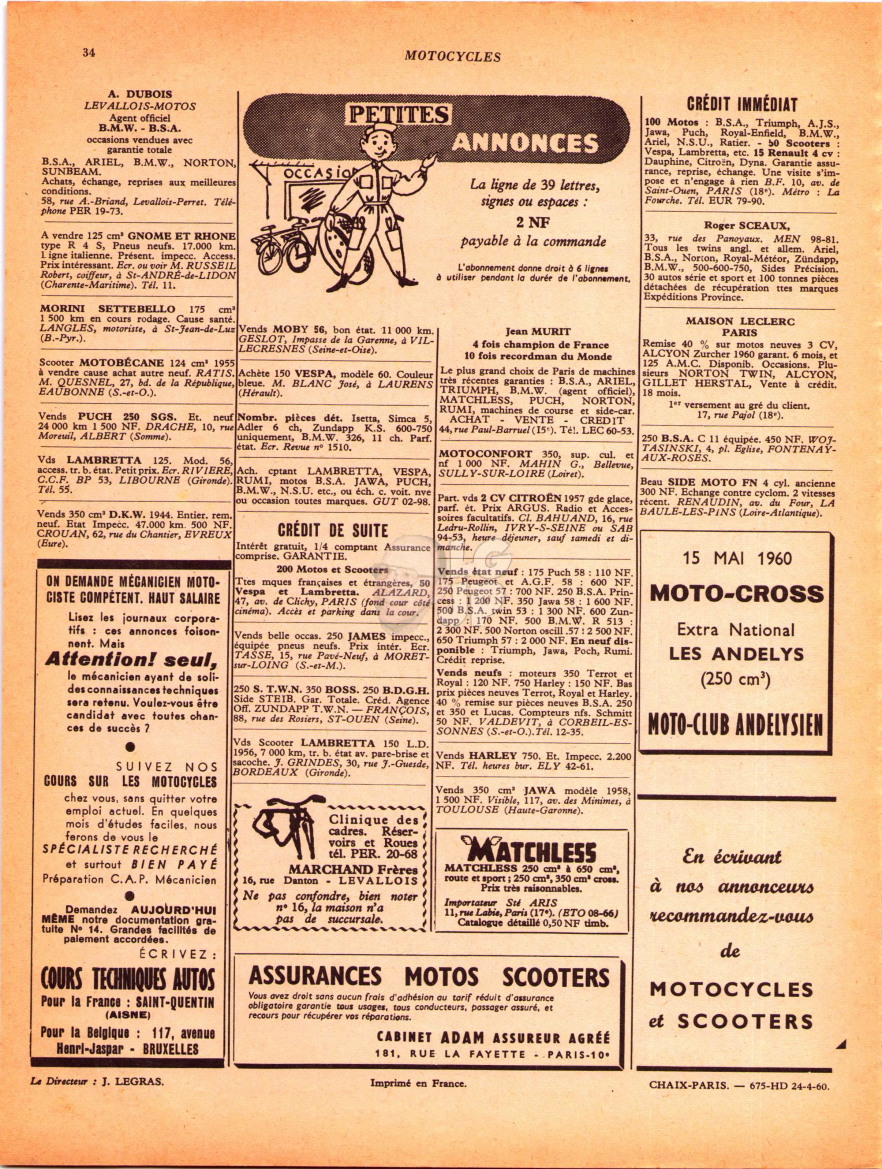 34
MOTOCYCLES
A. DUBOIS
LEVALLOIS-MOTOS
Agent officiel
B.M.W. - B.S.A.
occasions vendues avec
garantie totale
B.S.A., ARIEL, B.M.W., NORTON,
SUNBEAM.
Achats, échange, reprises aux meilleures
conditions.
58, rue A.-Briand, Levallois-Perret. Télé-
phone PER 19-73.
A vendre 125 cm³ GNOME ET RHONE
type R 4 S, Pneus neufs. 17.000 km.
Ligne italienne. Présent. impecc. Access.
Prix intéressant. Ecr. ou voir M. RUSSEIL
Robert, coiffeur, à St-ANDRÉ-de-LIDON
(Charente-Maritime). Tél. 11.
MORINI SETTEBELLO 175 cm³
1 500 km en cours rodage. Cause santé.
LANGLES, motoriste, à St-Jean-de-Luz
(B.-Py.).
Scooter MOTOBÉCANE 124 cm³ 1955
à vendre cause achat autre neuf. RATIS.
M. QUESNEL, 27, bd. de la République,
EAUBONNE (S.-et-O.).
Vends PUCH 250 SGS. Et. neuf
24 000 km 1 500 NF. DRACHE, 10, rue
Moreuil, ALBERT (Somme).
Vds LAMBRETTA 125. Mod. 56,
access. tr. b. état. Petit prix. Ecr. RIVIERE,
C.C.F. BP 53, LIBOURNE (Gironde).
Tél. 55.
Vends 350 cm³ D.K.W. 1944. Entier. rem.
neuf. Etat Impecc. 47.000 km. 500 NF.
CROUAN, 62, rue du Chantier, EVREUX
(Eure).
ON DEMANDE MÉCANICIEN MOTO-
CISTE COMPÉTENT. HAUT SALAIRE
Lisez les journaux corpora-
tifs : ces annonces foison-
nent. Mais
Attention! seul,
le mécanicien ayant de soli-
des connaissances techniques
sera retenu. Voulez-vous être
candidat avec toutes chan-
ces de succès ?
SUIVEZ NOS
COURS SUR LES MOTOCYCLES
chez vous, sans quitter votre
emploi actuel. En quelques
mois d'études faciles, nous
ferons de vous le
SPÉCIALISTE RECHERCHÉ
et surtout BIEN PAYÉ
Préparation C.A.P. Mécanicien
Demandez AUJOURD'HUI
MÊME notre documentation gra-
tuite N° 14. Grandes facilités de
paiement accordées.
ÉCRIVEZ :
COURS TECHNIQUES AUTOS
Pour la France : SAINT-QUENTIN
(AISNE)
Pour la Belgique : 117, avenue
Henri-Jaspar - BRUXELLES
PETITES
ANNONCES
OCCASION
La ligne de 39 lettres,
signes ou espaces :
2 NF
payable à la commande
L'abonnement donne droit à 6 lignes
à utiliser pendant la durée de l'abonnement.
Vends MOBY 56, bon état. 11 000 km.
GESLOT, Impasse de la Garenne, à VIL-
LECRESNES (Seine-et-Oise).
Achète 150 VESPA, modèle 60. Couleur
bleue. M. BLANC José, à LAURENS
(Hérault).
Nombr. pièces dét. Isetta, Simca 5,
Adler 6 ch, Zundapp K.S. 600-750
uniquement, B.M.W. 326, 11 ch. Parf.
état. Ecr. Revue n° 1510.
Ach. cptant LAMBRETTA, VESPA,
RUMI, motos B.S.A. JAWA, PUCH,
B.M.W., N.S.U. etc., ou éch. c. voit. nve
ou occasion toutes marques. GUT 02-98.
CRÉDIT DE SUITE
Intérêt gratuit, 1/4 comptant Assurance
comprise. GARANTIE.
200 Motos et Scooters
Ttes mques françaises et étrangères, 50
Vespa et Lambretta. ALAZARD,
47, av. de Clichy, PARIS (fond cour côté
cinéma). Accès et parking dans la cour.
Vends belle occas. 250 JAMES impecc.,
équipée pneus neufs. Prix intér. Ecr.
TASSE, 15, rue Pavé-Neuf, à MORET-
sur-LOING (S.-et-M.).
250 S. T.W.N. 350 BOSS. 250 B.D.G.H.
Side STEIB. Gar. Totale. Créd. Agence
Off. ZUNDAPP T.W.N. — FRANÇOIS,
88, rue des Rosiers, ST-OUEN (Seine).
Vds Scooter LAMBRETTA 150 L.D.
1956, 7 000 km, tr. b. état av. pare-brise et
sacoche. J. GRINDES, 30, rue J.-Guesde,
BORDEAUX (Gironde).
Clinique des
cadres. Réser-
voirs et Roues
tél. PER. 20-68
MARCHAND Frères
16, rue Danton - LEVALLOIS
Ne pas confondre, bien noter
n° 16, la maison n'a
pas de succursale.
Jean MURIT
4 fois champion de France
10 fois recordman du Monde
Le plus grand choix de Paris de machines
très récentes garanties : B.S.A., ARIEL,
TRIUMPH, B.M.W. (agent officiel),
MATCHLESS, PUCH, NORTON,
RUMI, machines de course et side-car.
ACHAT - VENTE - CREDIT
44, rue Paul-Barruel (15e). Tél. LEC 60-53.
MOTOCONFORT 350, sup. cul. et
nf 1 000 NF. MAHIN G., Bellevue,
SULLY-SUR-LOIRE (Loiret).
Part. vds 2 CV CITROËN 1957 gde glace,
parf. ét. Prix ARGUS. Radio et Acces-
soires facultatifs. Cl. BAHUAND, 16, rue
Ledru-Rollin, IVRY-S-SEINE ou SAB
94-53, heure déjeuner, sauf samedi et di-
manche.
Vends état neuf : 175 Puch 58 : 110 NF.
175 Peugeot et A.G.F. 58 : 600 NF.
250 Peugeot 57 : 700 NF. 250 B.S.A. Prin-
cess : 1 200 NF. 350 Jawa 58 : 1 600 NF.
500 B.S.A. twin 53 : 1 300 NF. 600 Zun-
dapp : 170 NF. 500 B.M.W. R 513 :
2 300 NF. 500 Norton oscill .57 : 2 500 NF.
650 Triumph 57 : 2 000 NF. En neuf dis-
ponible : Triumph, Jawa, Poch, Rumi.
Crédit reprise.
Vends neufs : moteurs 350 Terrot et
Royal : 120 NF. 750 Harley : 150 NF. Bas
prix pièces neuves Terrot, Royal et Harley.
40 % remise sur pièces neuves B.S.A. 250
et 350 et Lucas. Compteurs nfs. Schmitt
50 NF. VALDEVIT, à CORBEIL-ES-
SONNES (S.-et-O.). Tél. 12-35.
Vends HARLEY 750. Et. Impecc. 2.200
NF. Tél. heures bur. ELY 42-61.
Vends 350 cm³ JAWA modèle 1958,
1 500 NF. Visible, 117, av. des Minimes, à
TOULOUSE (Haute-Garonne).
MATCHLESS
MATCHLESS 250 cm³ à 650 cm³,
route et sport ; 250 cm³, 350 cm³ cross.
Prix très raisonnables.
Importateur Sté ARIS
11, rue Labie, Paris (17e). (ETO 08-66)
Catalogue détaillé 0,50 NF timb.
ASSURANCES MOTOS SCOOTERS
Vous avez droit sans aucun frais d'adhésion au tarif réduit d'assurance
obligatoire garantie tous usages, tous conducteurs, passager assuré, et
recours pour récupérer vos réparations.
CABINET ADAM ASSUREUR AGRÉÉ
181, RUE LA FAYETTE - PARIS-10e
CRÉDIT IMMÉDIAT
100 Motos : B.S.A., Triumph, A.J.S.,
Jawa, Puch, Royal-Enfield, B.M.W.,
Ariel, N.S.U., Ratier. - 50 Scooters :
Vespa, Lambretta, etc. 15 Renault 4 cv :
Dauphine, Citroën, Dyna. Garantie assu-
rance, reprise, échange. Une visite s'im-
pose et n'engage à rien B.F. 10, av. de
Saint-Ouen, PARIS (18e). Métro : La
Fourche. Tél. EUR 79-90.
Roger SCEAUX,
33, rue des Panoyaux. MEN 98-81.
Tous les twins angl. et allem. Ariel,
B.S.A., Norton, Royal-Météor, Zündapp,
B.M.W., 500-600-750, Sides Précision.
30 autos série et sport et 100 tonnes pièces
détachées de récupération ttes marques
Expéditions Province.
MAISON LECLERC
PARIS
Remise 40 % sur motos neuves 3 CV,
ALCYON Zurcher 1960 garant. 6 mois, et
125 A.M.C. Disponib. Occasions. Plu-
sieurs NORTON TWIN, ALCYON,
GILLET HERSTAL, Vente à crédit.
18 mois.
1er versement au gré du client.
17, rue Pajol (18e).
250 B.S.A. C 11 équipée. 450 NF. WOJ-
TASINSKI, 4, pl. Eglise, FONTENAY-
AUX-ROSES.
Beau SIDE MOTO FN 4 cyl. ancienne
300 NF. Echange contre cyclom. 2 vitesses
récent. RENAUDIN, av. du Four, LA
BAULE-LES-PINS (Loire-Atlantique).
15 MAI 1960
MOTO-CROSS
Extra National
LES ANDELYS
(250 cm³)
MOTO-CLUB ANDELYSIEN
En écrivant
à nos annonceurs
recommandez-vous
de
MOTOCYCLES
et SCOOTERS
Le Directeur : J. LEGRAS.
Imprimé en France.
CHAIX-PARIS. — 675-HD 24-4-60.